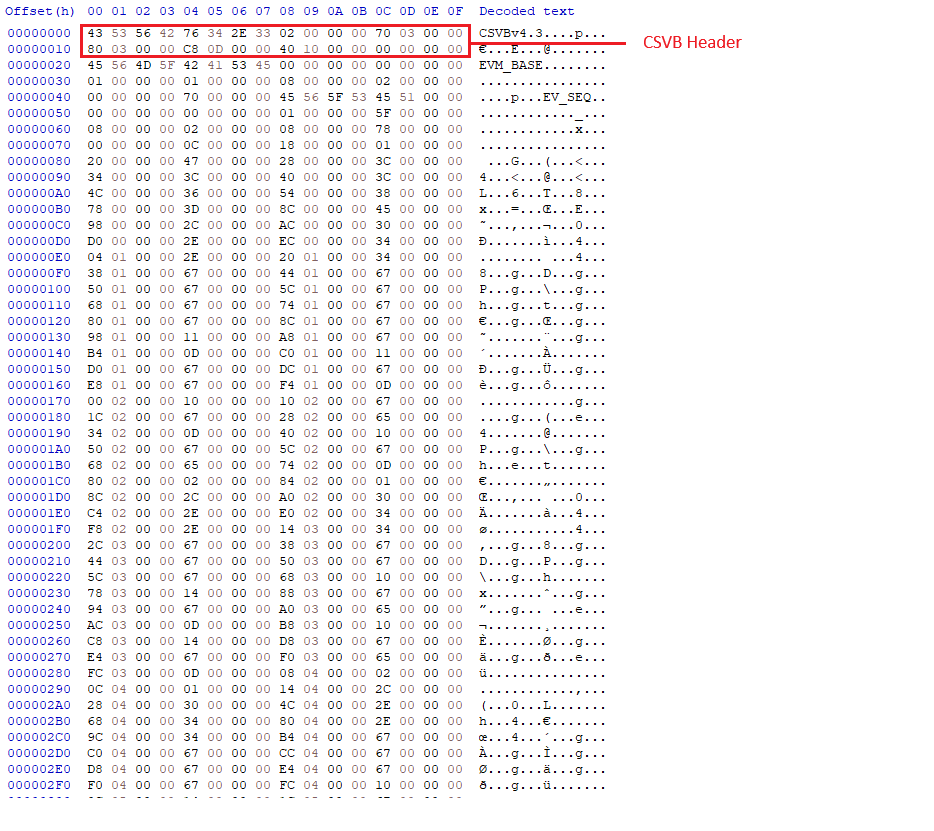 Offset(h) 00 01 02 03 04 05 06 07 08 09 0A 0B 0C 0D 0E 0F Decoded text
00000000 43 53 56 42 76 34 2E 33 02 00 00 00 70 03 00 00 CSVBv4.3....p...
00000010 80 03 00 00 C8 0D 00 00 40 10 00 00 00 00 00 00 €...È...@.......
CSVB Header
00000020 45 56 4D 5F 42 41 53 45 00 00 00 00 00 00 00 00 EVM_BASE........
00000030 01 00 00 00 01 00 00 00 08 00 00 00 02 00 00 00 ................
00000040 00 00 00 00 70 00 00 00 45 56 5F 53 45 51 00 00 ....p...EV_SEQ..
00000050 00 00 00 00 00 00 00 00 01 00 00 00 5F 00 00 00 ............_...
00000060 08 00 00 00 02 00 00 00 08 00 00 00 78 00 00 00 ............x...
00000070 00 00 00 00 0C 00 00 00 18 00 00 00 01 00 00 00 ................
00000080 20 00 00 00 47 00 00 00 28 00 00 00 3C 00 00 00  ...G...(...<...
00000090 34 00 00 00 3C 00 00 00 40 00 00 00 3C 00 00 00 4...<...@...<...
000000A0 4C 00 00 00 36 00 00 00 54 00 00 00 38 00 00 00 L...6...T...8...
000000B0 78 00 00 00 3D 00 00 00 8C 00 00 00 45 00 00 00 x...=...Œ...E...
000000C0 98 00 00 00 2C 00 00 00 AC 00 00 00 30 00 00 00 ˜...,...¬...0...
000000D0 D0 00 00 00 2E 00 00 00 EC 00 00 00 34 00 00 00 Ð.......ì...4...
000000E0 04 01 00 00 2E 00 00 00 20 01 00 00 34 00 00 00 ........ ...4...
000000F0 38 01 00 00 67 00 00 00 44 01 00 00 67 00 00 00 8...g...D...g...
00000100 50 01 00 00 67 00 00 00 5C 01 00 00 67 00 00 00 P...g...\...g...
00000110 68 01 00 00 67 00 00 00 74 01 00 00 67 00 00 00 h...g...t...g...
00000120 80 01 00 00 67 00 00 00 8C 01 00 00 67 00 00 00 €...g...Œ...g...
00000130 98 01 00 00 11 00 00 00 A8 01 00 00 67 00 00 00 ˜.......¨...g...
00000140 B4 01 00 00 0D 00 00 00 C0 01 00 00 11 00 00 00 ´.......À.......
00000150 D0 01 00 00 67 00 00 00 DC 01 00 00 67 00 00 00 Ð...g...Ü...g...
00000160 E8 01 00 00 67 00 00 00 F4 01 00 00 0D 00 00 00 è...g...ô.......
00000170 00 02 00 00 10 00 00 00 10 02 00 00 67 00 00 00 ............g...
00000180 1C 02 00 00 67 00 00 00 28 02 00 00 65 00 00 00 ....g...(...e...
00000190 34 02 00 00 0D 00 00 00 40 02 00 00 10 00 00 00 4.......@.......
000001A0 50 02 00 00 67 00 00 00 5C 02 00 00 67 00 00 00 P...g...\...g...
000001B0 68 02 00 00 65 00 00 00 74 02 00 00 0D 00 00 00 h...e...t.......
000001C0 80 02 00 00 02 00 00 00 84 02 00 00 01 00 00 00 €.......„.......
000001D0 8C 02 00 00 2C 00 00 00 A0 02 00 00 30 00 00 00 Œ...,... ...0...
000001E0 C4 02 00 00 2E 00 00 00 E0 02 00 00 34 00 00 00 Ä.......à...4...
000001F0 F8 02 00 00 2E 00 00 00 14 03 00 00 34 00 00 00 ø...........4...
00000200 2C 03 00 00 67 00 00 00 38 03 00 00 67 00 00 00 ,...g...8...g...
00000210 44 03 00 00 67 00 00 00 50 03 00 00 67 00 00 00 D...g...P...g...
00000220 5C 03 00 00 67 00 00 00 68 03 00 00 10 00 00 00 \...g...h.......
00000230 78 03 00 00 14 00 00 00 88 03 00 00 67 00 00 00 x.......ˆ...g...
00000240 94 03 00 00 67 00 00 00 A0 03 00 00 65 00 00 00 ”...g... ...e...
00000250 AC 03 00 00 0D 00 00 00 B8 03 00 00 10 00 00 00 ¬.......¸.......
00000260 C8 03 00 00 14 00 00 00 D8 03 00 00 67 00 00 00 È.......Ø...g...
00000270 E4 03 00 00 67 00 00 00 F0 03 00 00 65 00 00 00 ä...g...ð...e...
00000280 FC 03 00 00 0D 00 00 00 08 04 00 00 02 00 00 00 ü...............
00000290 0C 04 00 00 01 00 00 00 14 04 00 00 2C 00 00 00 ............,...
000002A0 28 04 00 00 30 00 00 00 4C 04 00 00 2E 00 00 00 (...0...L.......
000002B0 68 04 00 00 34 00 00 00 80 04 00 00 2E 00 00 00 h...4...€.......
000002C0 9C 04 00 00 34 00 00 00 B4 04 00 00 67 00 00 00 œ...4...´...g...
000002D0 C0 04 00 00 67 00 00 00 CC 04 00 00 67 00 00 00 À...g...Ì...g...
000002E0 D8 04 00 00 67 00 00 00 E4 04 00 00 67 00 00 00 Ø...g...ä...g...
000002F0 F0 04 00 00 67 00 00 00 FC 04 00 00 10 00 00 00 ð...g...ü.......